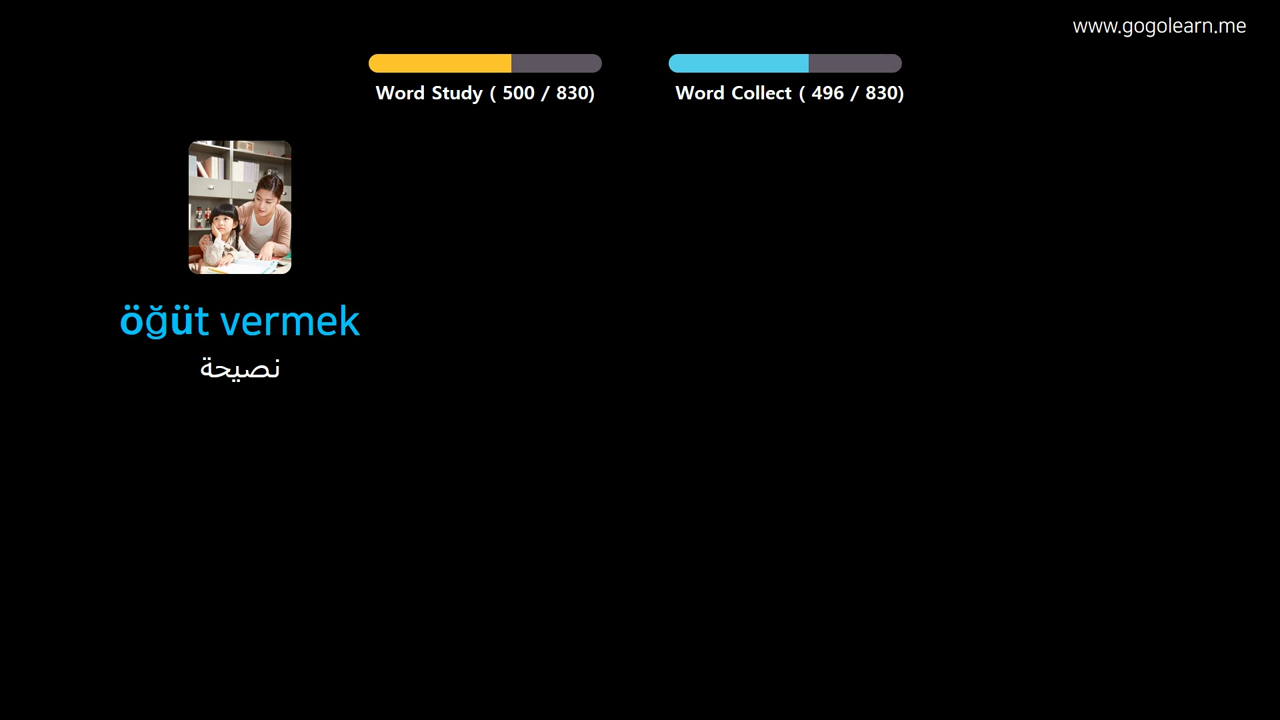 www.gogolearn.me
Word Study ( 500 / 830)
Word Collect ( 496 / 830)
öğüt vermek
نصيحة